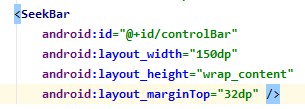 <SeekBar
android:id="@+id/controlBar"
android:layout_width="150dp"
android:layout_height="wrap_content"
android:layout_marginTop="32dp" />